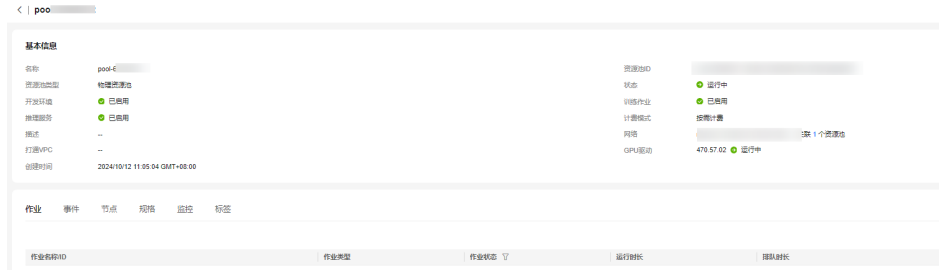 poo
基本信息
名称 pool-6 资源池ID
资源池类型 物理资源池 状态 运行中
开发环境 已启用 训练作业 已启用
推理服务 已启用 计费模式 按需计费
描述 -- 网络 关联 1 个资源池
打通VPC -- GPU驱动 470.57.02 运行中
创建时间 2024/10/12 11:05:04 GMT+08:00
作业 事件 节点 规格 监控 标签
作业名称/ID 作业类型 作业状态 运行时长 排队时长